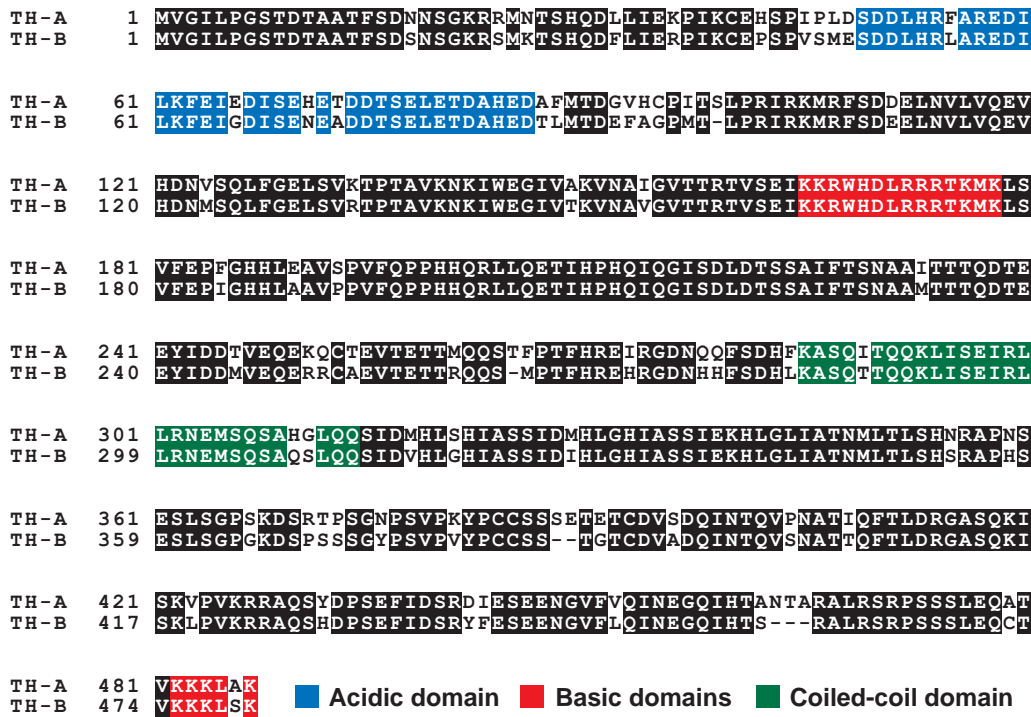 TH-A 1 MVGILPGSTDTAATFSDNNSGKRRMNTSHQDLLIEKPIKCEHSPIPLDSDDLHRFAREDI
TH-B 1 MVGILPGSTDTAATFSDSNSGKRSMKTSHQDFLIERPIKCEPSPVSMESDDLHRLAREDI
TH-A 61 LKFEIEDISEHETDDTSELETDAHEDAFMTDGVHCPITSLPRIRKMRFSDDELNVLVQEV
TH-B 61 LKFEIGDISENEADDTSELETDAHEDTLMTDEFAGPMT-LPRIRKMRFSDEELNVLVQEV
TH-A 121 HDNVSQLFGELSVKTPTAVKNKIWEGIVAKVNAIGVTTRTVSEIKKRWHDLRRRTKMKLS
TH-B 120 HDNMSQLFGELSVRTPTAVKNKIWEGIVTKVNAVGVTTRTVSEIKKRWHDLRRRTKMKLS
TH-A 181 VFEPFGHHLEAVSPVFQPPHHQRLLQETIHPHQIQGISDLDTSSAIFTSNAAITTTQDTE
TH-B 180 VFEPIGHHLAAVPPVFQPPHHQRLLQETIHPHQIQGISDLDTSSAIFTSNAAMTTTQDTE
TH-A 241 EYIDDTVEQEKQCTEVTETTMQQSTFPTFHREIRGDNQQFSDHFKASQITQQKLISEIRL
TH-B 240 EYIDDMVEQERRCAEVTETTRQQS-MPTFHREHRGDNHHFSDHLKASQTTQQKLISEIRL
TH-A 301 LRNEMSQSAHGLQQSIDMHLSHIASSIDMHLGHIASSIEKHLGLIATNMLTLSHNRAPNS
TH-B 299 LRNEMSQSAQSLQQSIDVHLGHIASSIDIHLGHIASSIEKHLGLIATNMLTLSHSRAPHS
TH-A 361 ESLSGPSKDSRTPSGNPSVPKYPCCSSSETETCDVSDQINTQVPNATIQFTLDRGASQKI
TH-B 359 ESLSGPGKDSPSSSGYPSVPVYPCCSS--TGTCDVADQINTQVSNATTQFTLDRGASQKI
TH-A 421 SKVPVKRRAQSYDPSEFIDSRDIESEENGVFVQINEGQIHTANTARALRSRPSSSLEQAT
TH-B 417 SKLPVKRRAQSHDPSEFIDSRYFESEENGVFLQINEGQIHTS---RALRSRPSSSLEQCT
TH-A 481 VKKKLAK
TH-B 474 VKKKLSK
Acidic domain Basic domains Coiled-coil domain